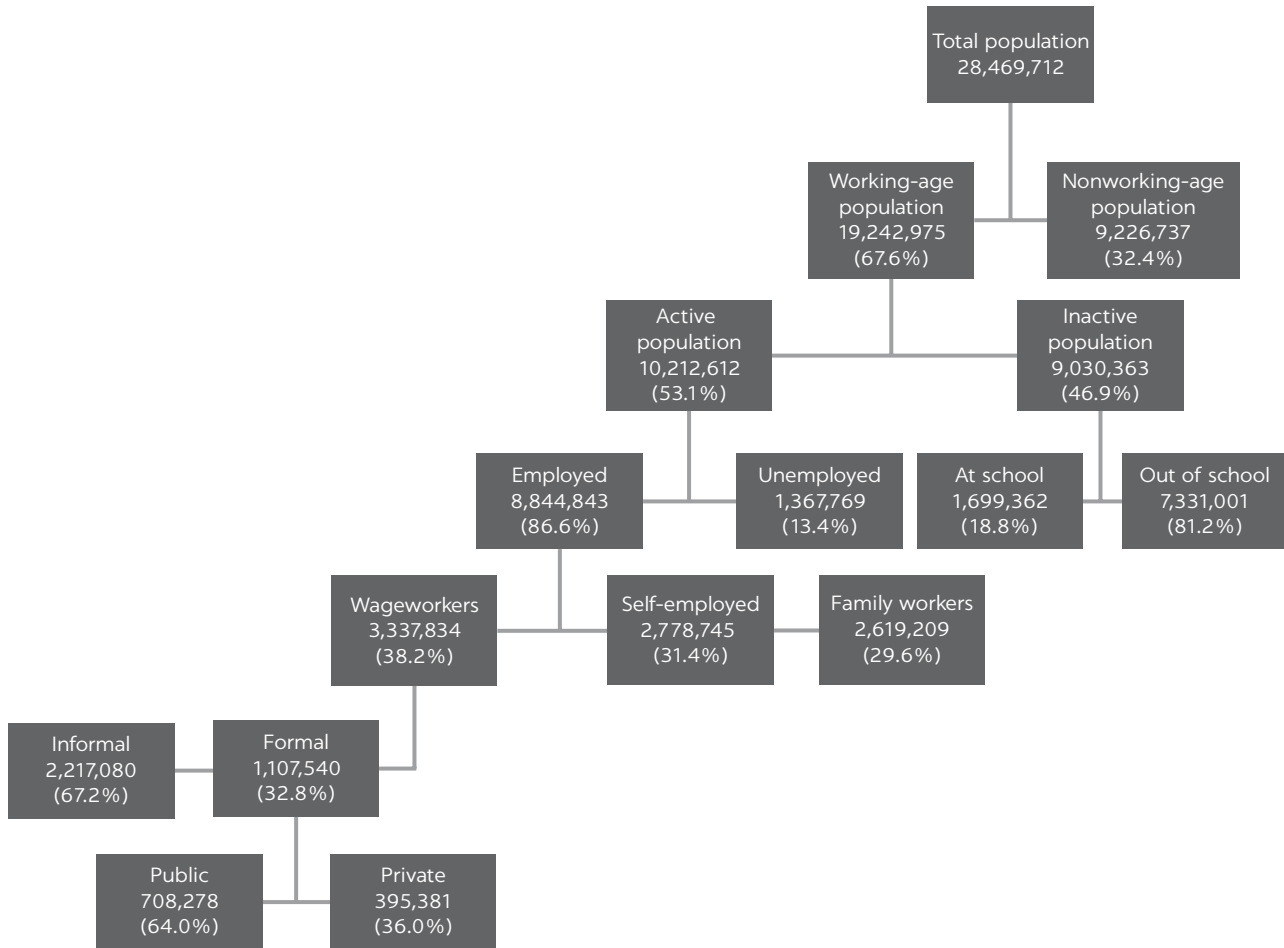 Total population
28,469,712
Working-age
population
19,242,975
(67.6%)
Nonworking-age
population
9,226,737
(32.4%)
Active
population
10,212,612
(53.1%)
Inactive
population
9,030,363
(46.9%)
Employed
8,844,843
(86.6%)
Unemployed
1,367,769
(13.4%)
At school
1,699,362
(18.8%)
Out of school
7,331,001
(81.2%)
Wageworkers
3,337,834
(38.2%)
Self-employed
2,778,745
(31.4%)
Family workers
2,619,209
(29.6%)
Informal
2,217,080
(67.2%)
Formal
1,107,540
(32.8%)
Public
708,278
(64.0%)
Private
395,381
(36.0%)